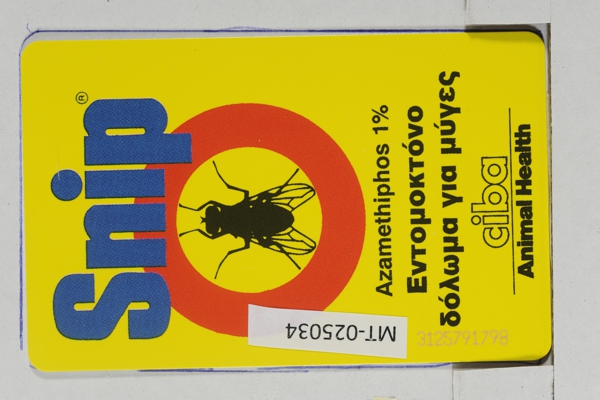 Snip®
Azamethiphos 1%
Εντομοκτόνο
δόλωμα για μύγες
ciba
Animal Health
MT-025034
3125791798